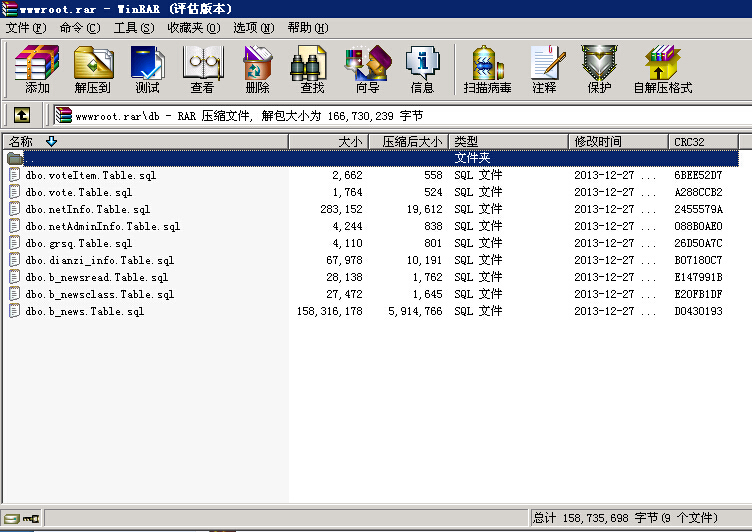 wwwroot.rar - WinRAR (评估版本)
文件(F) 命令(C) 工具(S) 收藏夹(O) 选项(N) 帮助(H)
添加 解压到 测试 查看 删除 查找 向导 信息 扫描病毒 注释 保护 自解压格式
wwwroot.rar\db - RAR 压缩文件, 解包大小为 166,730,239 字节
名称 大小 压缩后大小 类型 修改时间 CRC32
.. 文件夹
dbo.voteItem.Table.sql 2,662 558 SQL 文件 2013-12-27 ... 6BEE52D7
dbo.vote.Table.sql 1,764 524 SQL 文件 2013-12-27 ... A288CCB2
dbo.netInfo.Table.sql 283,152 19,612 SQL 文件 2013-12-27 ... 2455579A
dbo.netAdminInfo.Table.sql 4,244 838 SQL 文件 2013-12-27 ... 088B0AE0
dbo.grsq.Table.sql 4,110 801 SQL 文件 2013-12-27 ... 26D50A7C
dbo.dianzi_info.Table.sql 67,978 10,191 SQL 文件 2013-12-27 ... B07180C7
dbo.b_newsread.Table.sql 28,138 1,762 SQL 文件 2013-12-27 ... E147991B
dbo.b_newsclass.Table.sql 27,472 1,645 SQL 文件 2013-12-27 ... E20FB1DF
dbo.b_news.Table.sql 158,316,178 5,914,766 SQL 文件 2013-12-27 ... D0430193
总计 158,735,698 字节(9 个文件)